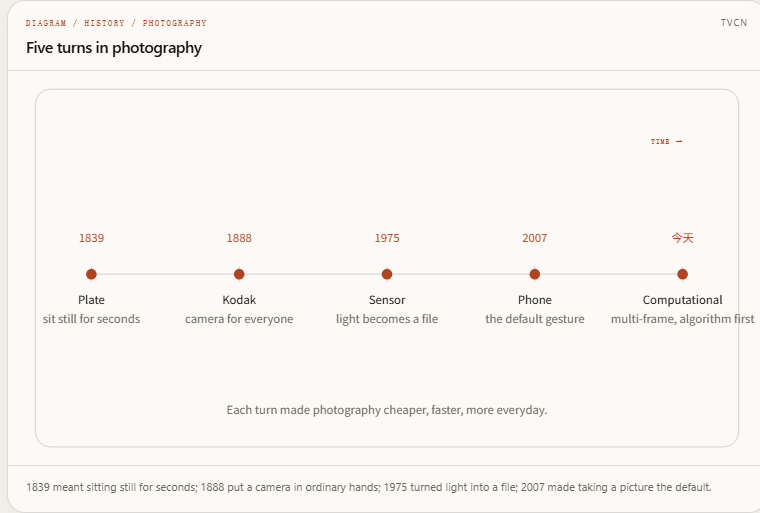 DIAGRAM / HISTORY / PHOTOGRAPHY
TVCN
Five turns in photography
TIME →
1839
1888
1975
2007
今天
Plate
Kodak
Sensor
Phone
Computational
sit still for seconds
camera for everyone
light becomes a file
the default gesture
multi-frame, algorithm first
Each turn made photography cheaper, faster, more everyday.
1839 meant sitting still for seconds; 1888 put a camera in ordinary hands; 1975 turned light into a file; 2007 made taking a picture the default.